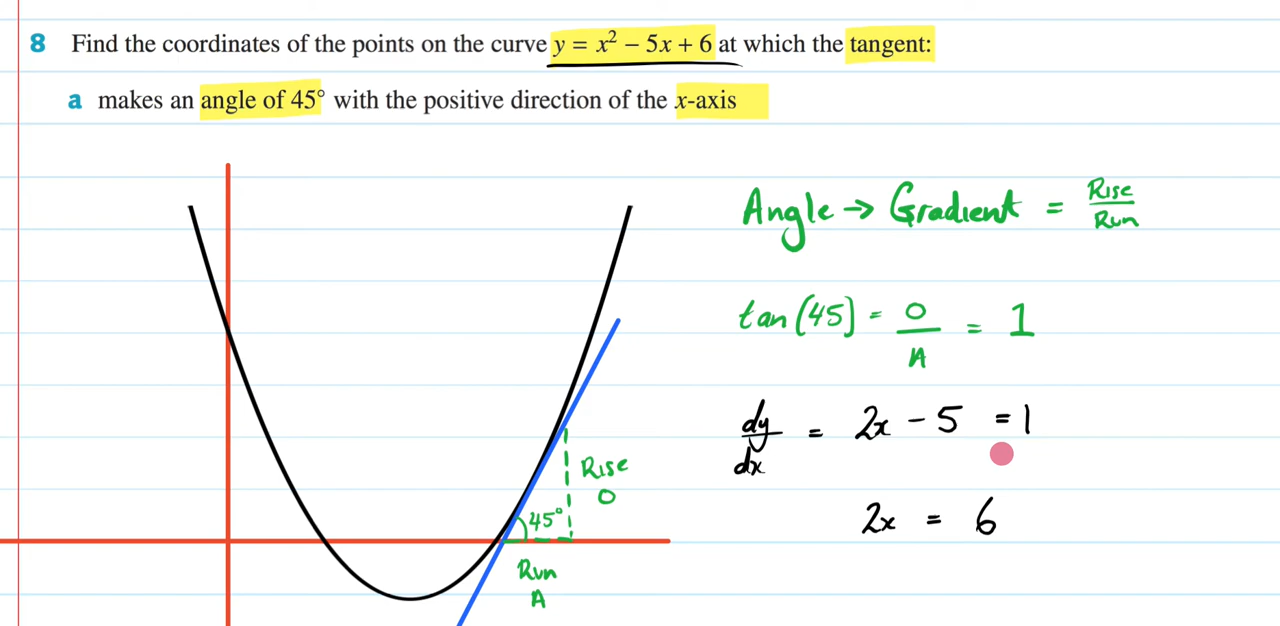 8 Find the coordinates of the points on the curve y = x² − 5x + 6 at which the tangent:
a makes an angle of 45° with the positive direction of the x-axis
Angle → Gradient = Rise/Run
tan(45) = O/A = 1
dy/dx = 2x − 5 = 1
2x = 6
Rise
O
45°
Run
A